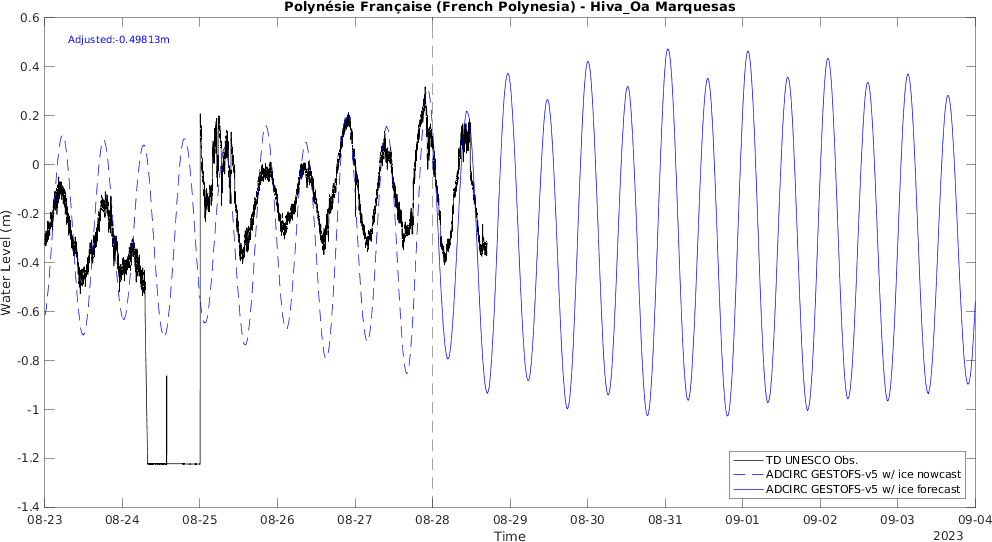 Polynésie Française (French Polynesia) - Hiva_Oa Marquesas
Adjusted:-0.49813m
0.6
0.4
0.2
0
-0.2
-0.4
-0.6
-0.8
-1
-1.2
-1.4
Water Level (m)
TD UNESCO Obs.
ADCIRC GESTOFS-v5 w/ ice nowcast
ADCIRC GESTOFS-v5 w/ ice forecast
08-23 08-24 08-25 08-26 08-27 08-28 08-29 08-30 08-31 09-01 09-02 09-03 09-04
Time
2023